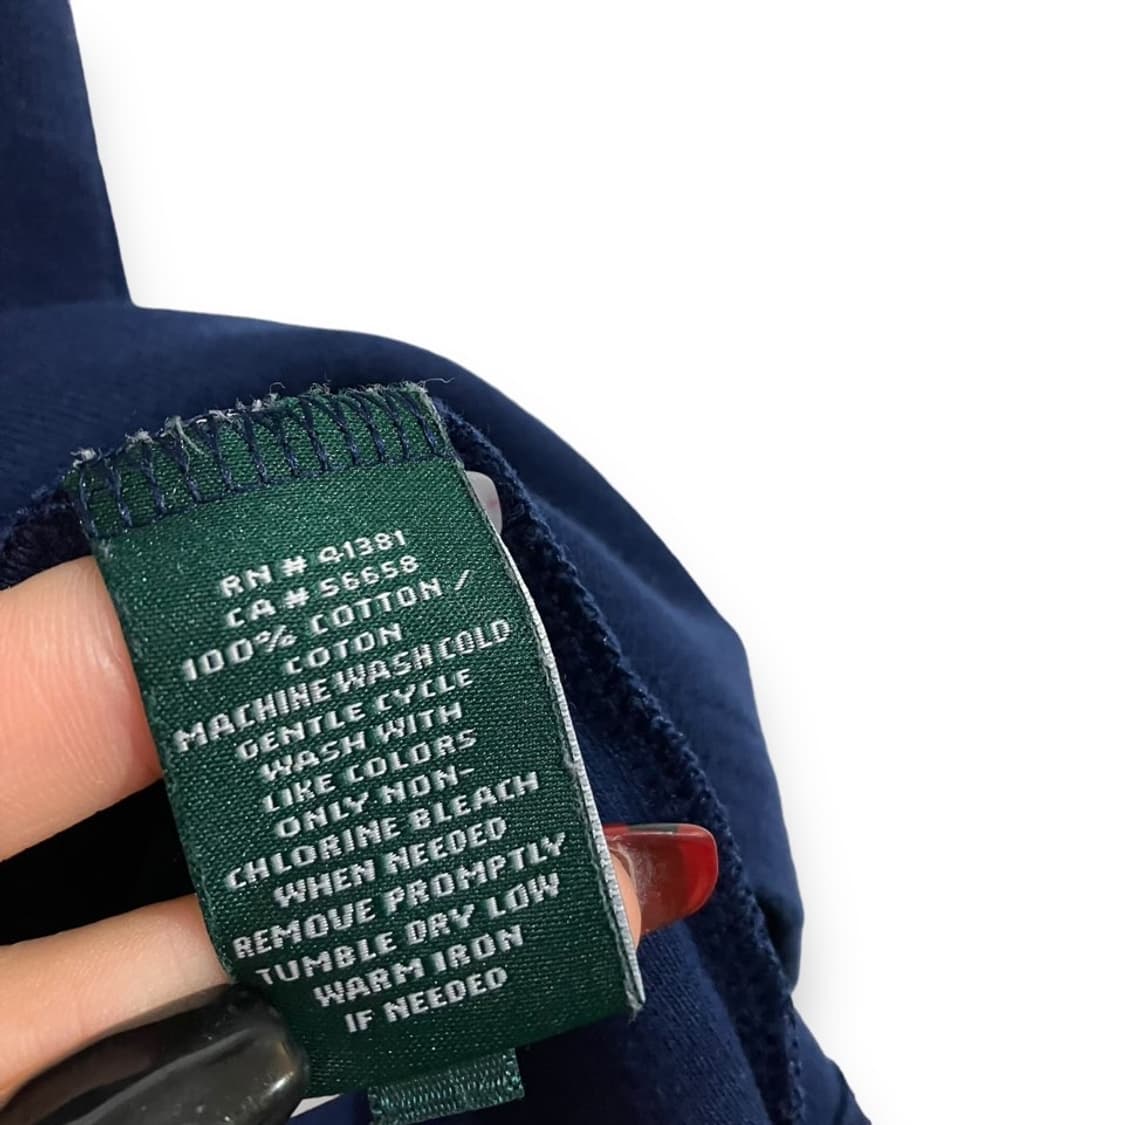 RN # 41381
CA # 56658
100% COTTON /
COTON
MACHINE WASH COLD
GENTLE CYCLE
WASH WITH
LIKE COLORS
ONLY NON-
CHLORINE BLEACH
WHEN NEEDED
REMOVE PROMPTLY
TUMBLE DRY LOW
WARM IRON
IF NEEDED